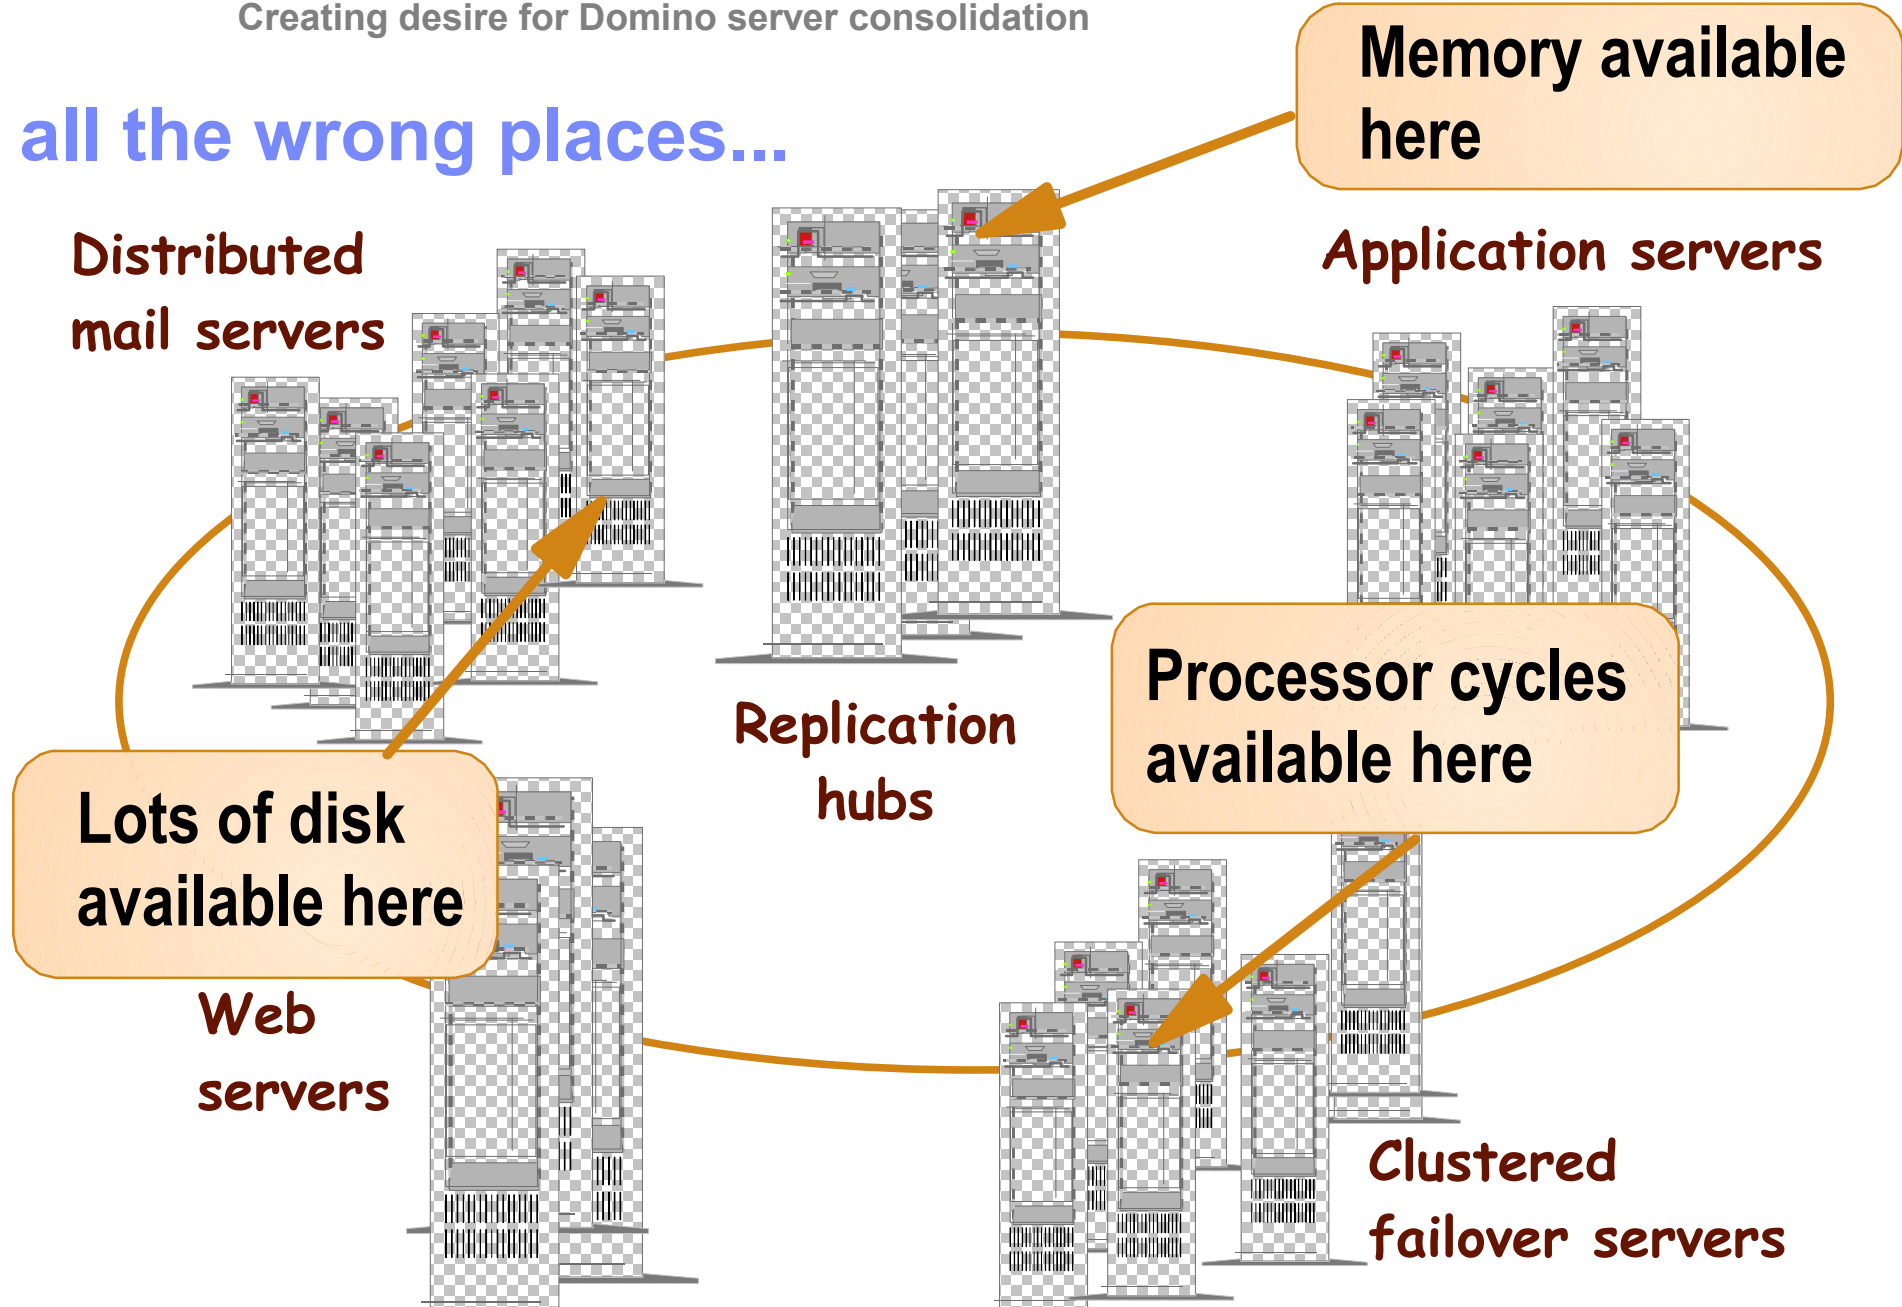 Creating desire for Domino server consolidation
all the wrong places...
Memory available
here
Distributed
mail servers
Application servers
Replication
hubs
Processor cycles
available here
Lots of disk
available here
Web
servers
Clustered
failover servers